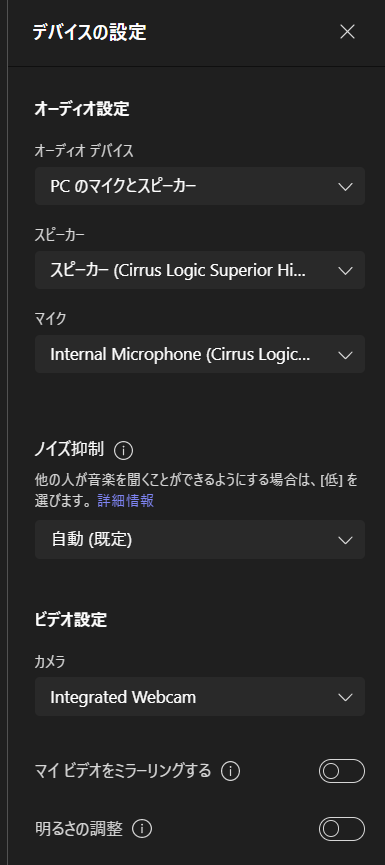 デバイスの設定
オーディオ設定
オーディオ デバイス
PC のマイクとスピーカー
スピーカー
スピーカー (Cirrus Logic Superior Hi...
マイク
Internal Microphone (Cirrus Logic...
ノイズ抑制
他の人が音楽を聞くことができるようにする場合は、[低] を
選びます。詳細情報
自動 (既定)
ビデオ設定
カメラ
Integrated Webcam
マイ ビデオをミラーリングする
明るさの調整